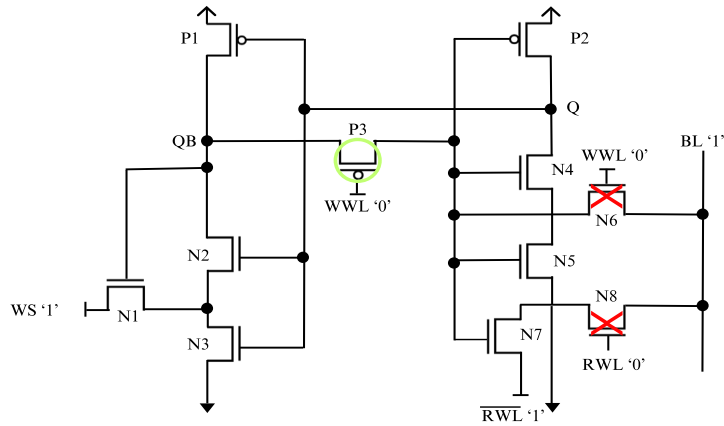 P1
P2
Q
P3
QB
BL ‘1’
WWL ‘0’
N4
WWL ‘0’
N6
N2
N5
WS ‘1’
N1
N8
N3
N7
RWL ‘0’
RWL ‘1’